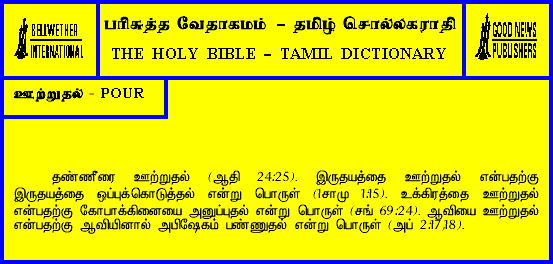 BELLWETHER
INTERNATIONAL
பரிசுத்த வேதாகமம் – தமிழ் சொல்லகராதி
THE HOLY BIBLE – TAMIL DICTIONARY
GOOD NEWS
PUBLISHERS
ஊற்றுதல் - POUR
தண்ணீரை ஊற்றுதல் (ஆதி 24:25). இருதயத்தை ஊற்றுதல் என்பதற்கு
இருதயத்தை ஒப்புக்கொடுத்தல் என்று பொருள் (1சாமு 1:15). உக்கிரத்தை ஊற்றுதல்
என்பதற்கு கோபாக்கினையை அனுப்புதல் என்று பொருள் (சங் 69:24). ஆவியை ஊற்றுதல்
என்பதற்கு ஆவியினால் அபிஷேகம் பண்ணுதல் என்று பொருள் (அப் 2:17,18).